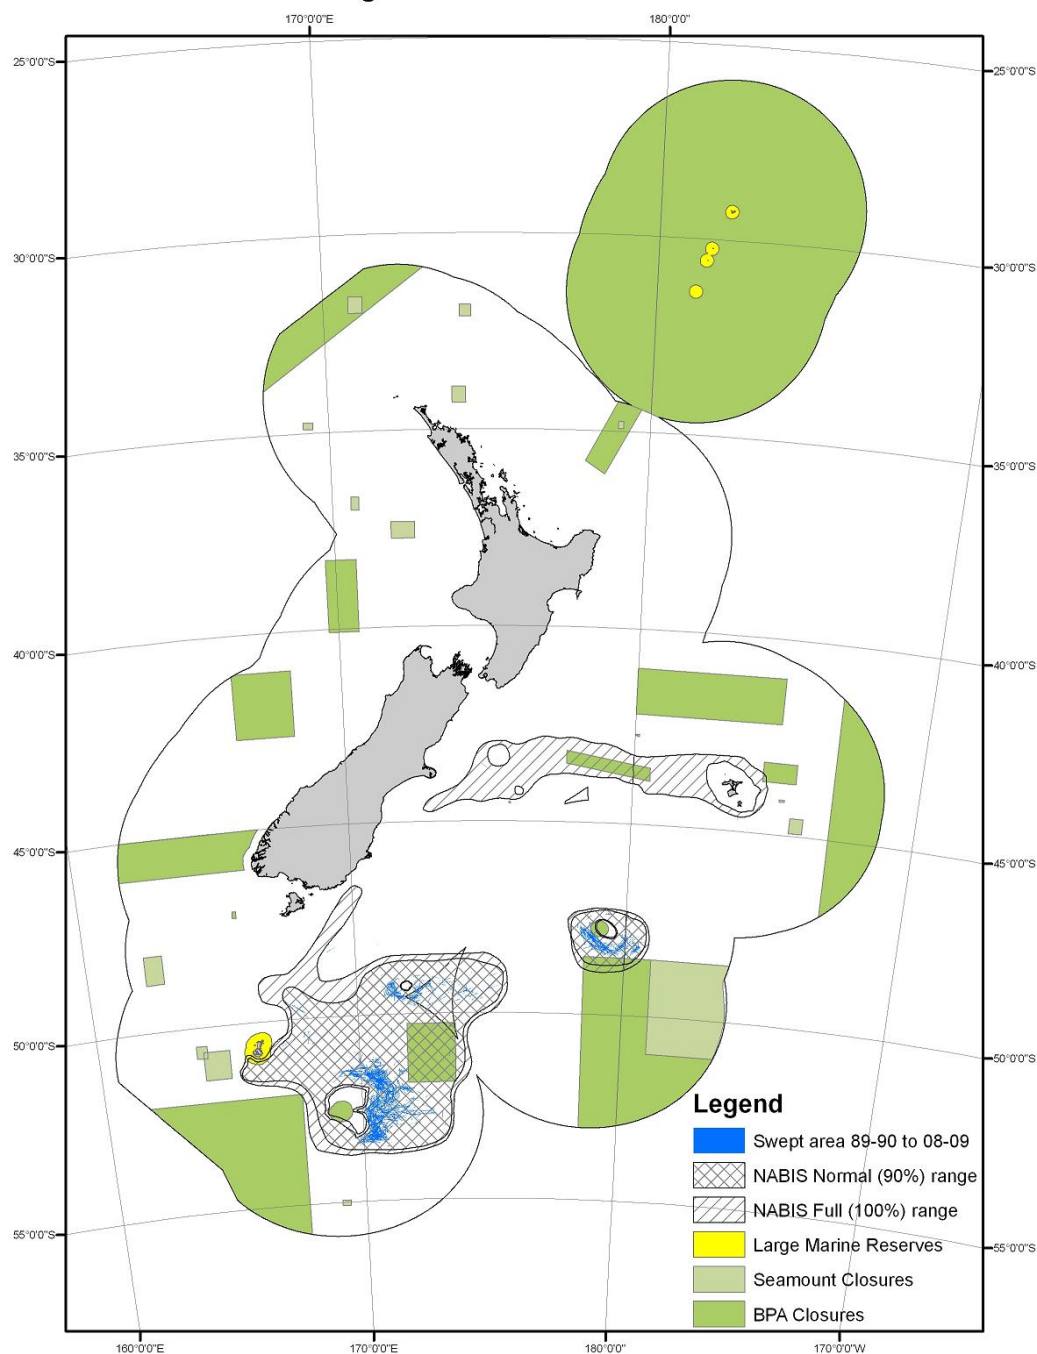 170°0'0"E 180°0'0"
25°0'0"S 25°0'0"S
30°0'0"S 30°0'0"S
35°0'0"S 35°0'0"S
40°0'0"S 40°0'0"S
45°0'0"S 45°0'0"S
50°0'0"S 50°0'0"S
Legend
Swept area 89-90 to 08-09
NABIS Normal (90%) range
NABIS Full (100%) range
55°0'0"S 55°0'0"S
Large Marine Reserves
Seamount Closures
BPA Closures
160°0'0"E 170°0'0"E 180°0'0" 170°0'0"W